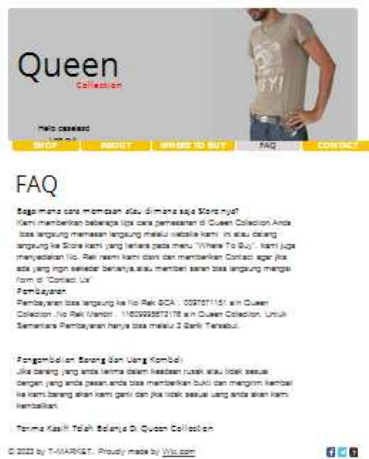 Queen
Collection
Hello
SHOP ABOUT WHERE TO BUY FAQ CONTACT
FAQ
Bagaimana cara memesan atau dimana saja Store nya?
Kami memberikan beberapa tips cara pemesanan di Queen Collection Anda
bisa langsung memesan langsung melalui website kami ini atau datang
langsung ke Store kami yang tertera pada menu "Where To Buy". kami juga
menyediakan No. Rek resmi kami disini dan memberikan Contact agar jika
ada yang ingin sekedar bertanya,atau memberi saran bisa langsung mengisi
form di "Contact Us"
Pembayaran
Pembayaran bisa langsung ke No Rek BCA : a/n Queen
Collection .No Rek Mandiri : a/n Queen Collection. Untuk
Sementara Pembayaran hanya bisa melalui 2 Bank Tersebut.
Pengembalian Barang dan Uang Kembali
Jika barang yang anda terima dalam keadaan rusak atau tidak sesuai
dengan yang anda pesan.anda bisa memberikan bukti dan mengirim kembali
ke kami.barang akan kami ganti dan jika tidak sesuai uang anda akan kami
kembalikan.
Terima Kasih Telah Belanja Di Queen Collection
© 2023 by T-MARKET. Proudly made by Wix.com